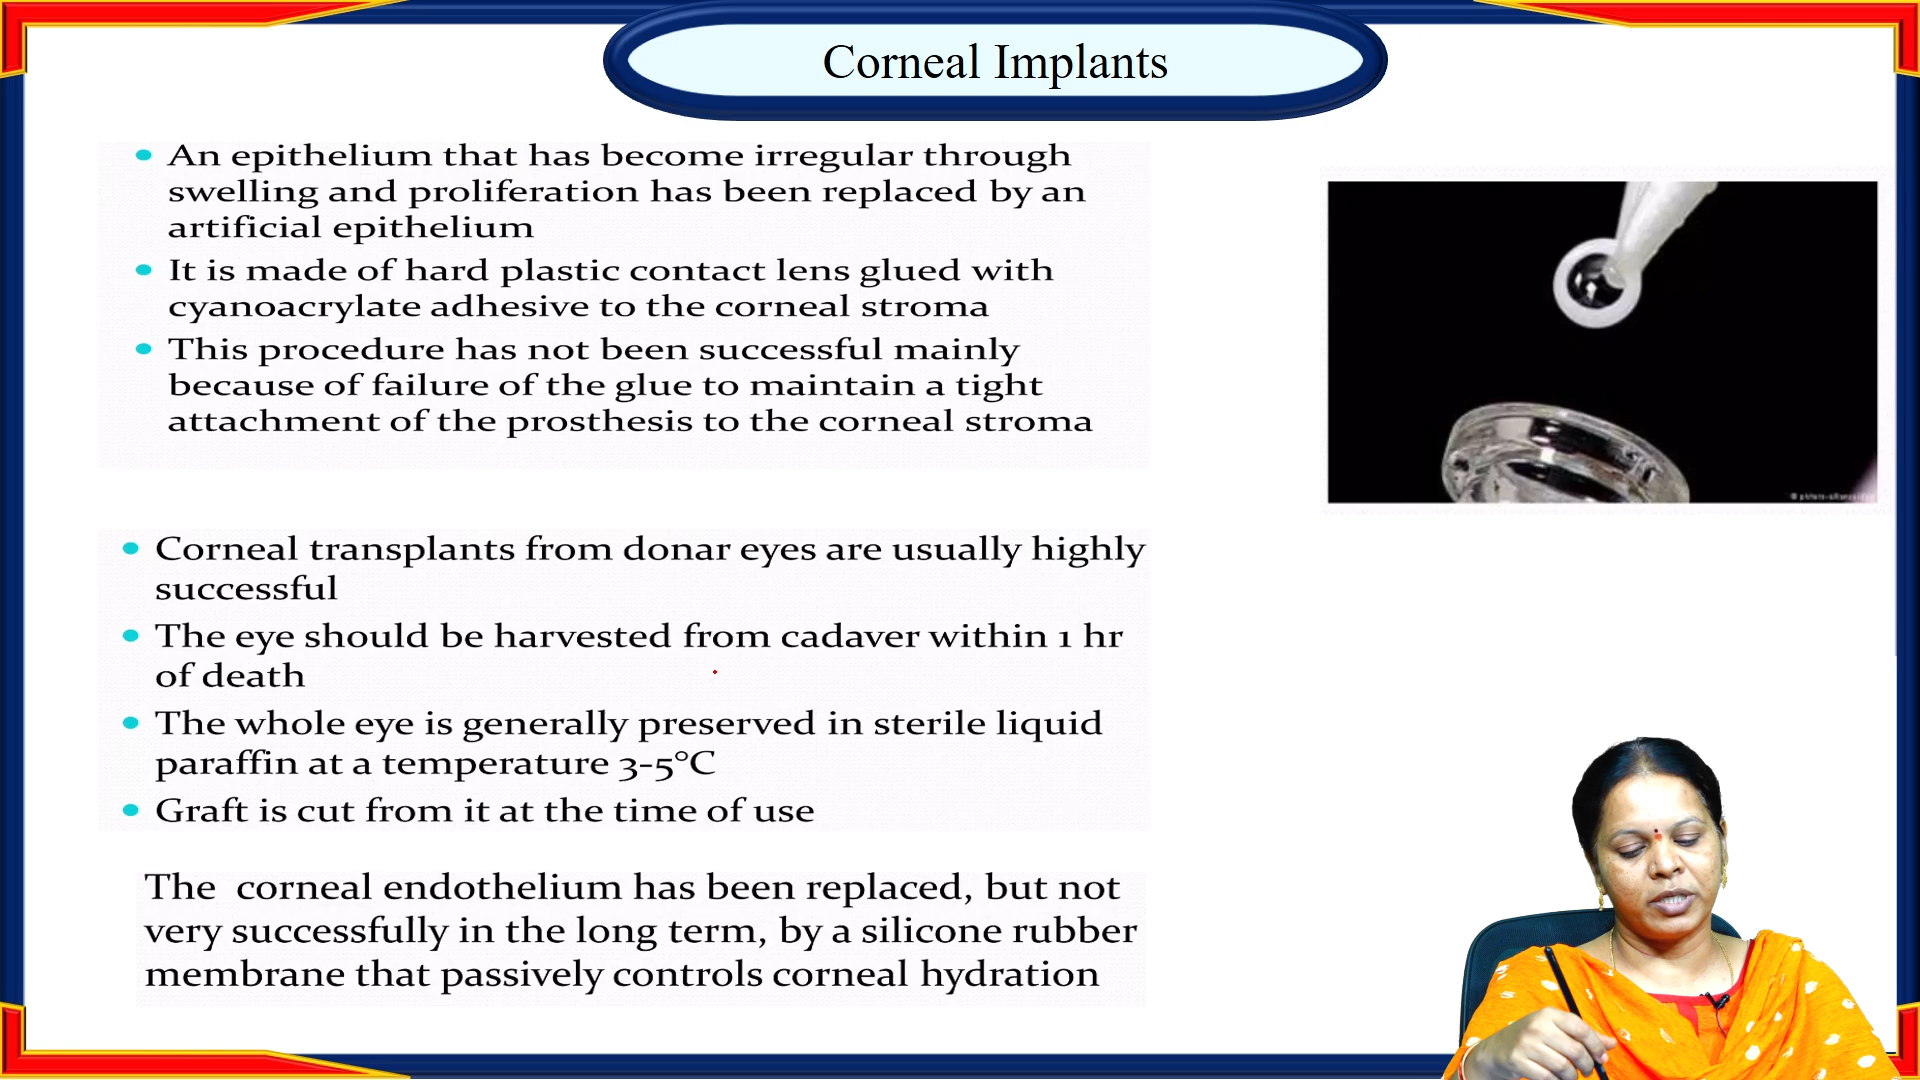 Corneal Implants
• An epithelium that has become irregular through
swelling and proliferation has been replaced by an
artificial epithelium
• It is made of hard plastic contact lens glued with
cyanoacrylate adhesive to the corneal stroma
• This procedure has not been successful mainly
because of failure of the glue to maintain a tight
attachment of the prosthesis to the corneal stroma
• Corneal transplants from donar eyes are usually highly
successful
• The eye should be harvested from cadaver within 1 hr
of death
• The whole eye is generally preserved in sterile liquid
paraffin at a temperature 3-5°C
• Graft is cut from it at the time of use
The corneal endothelium has been replaced, but not
very successfully in the long term, by a silicone rubber
membrane that passively controls corneal hydration